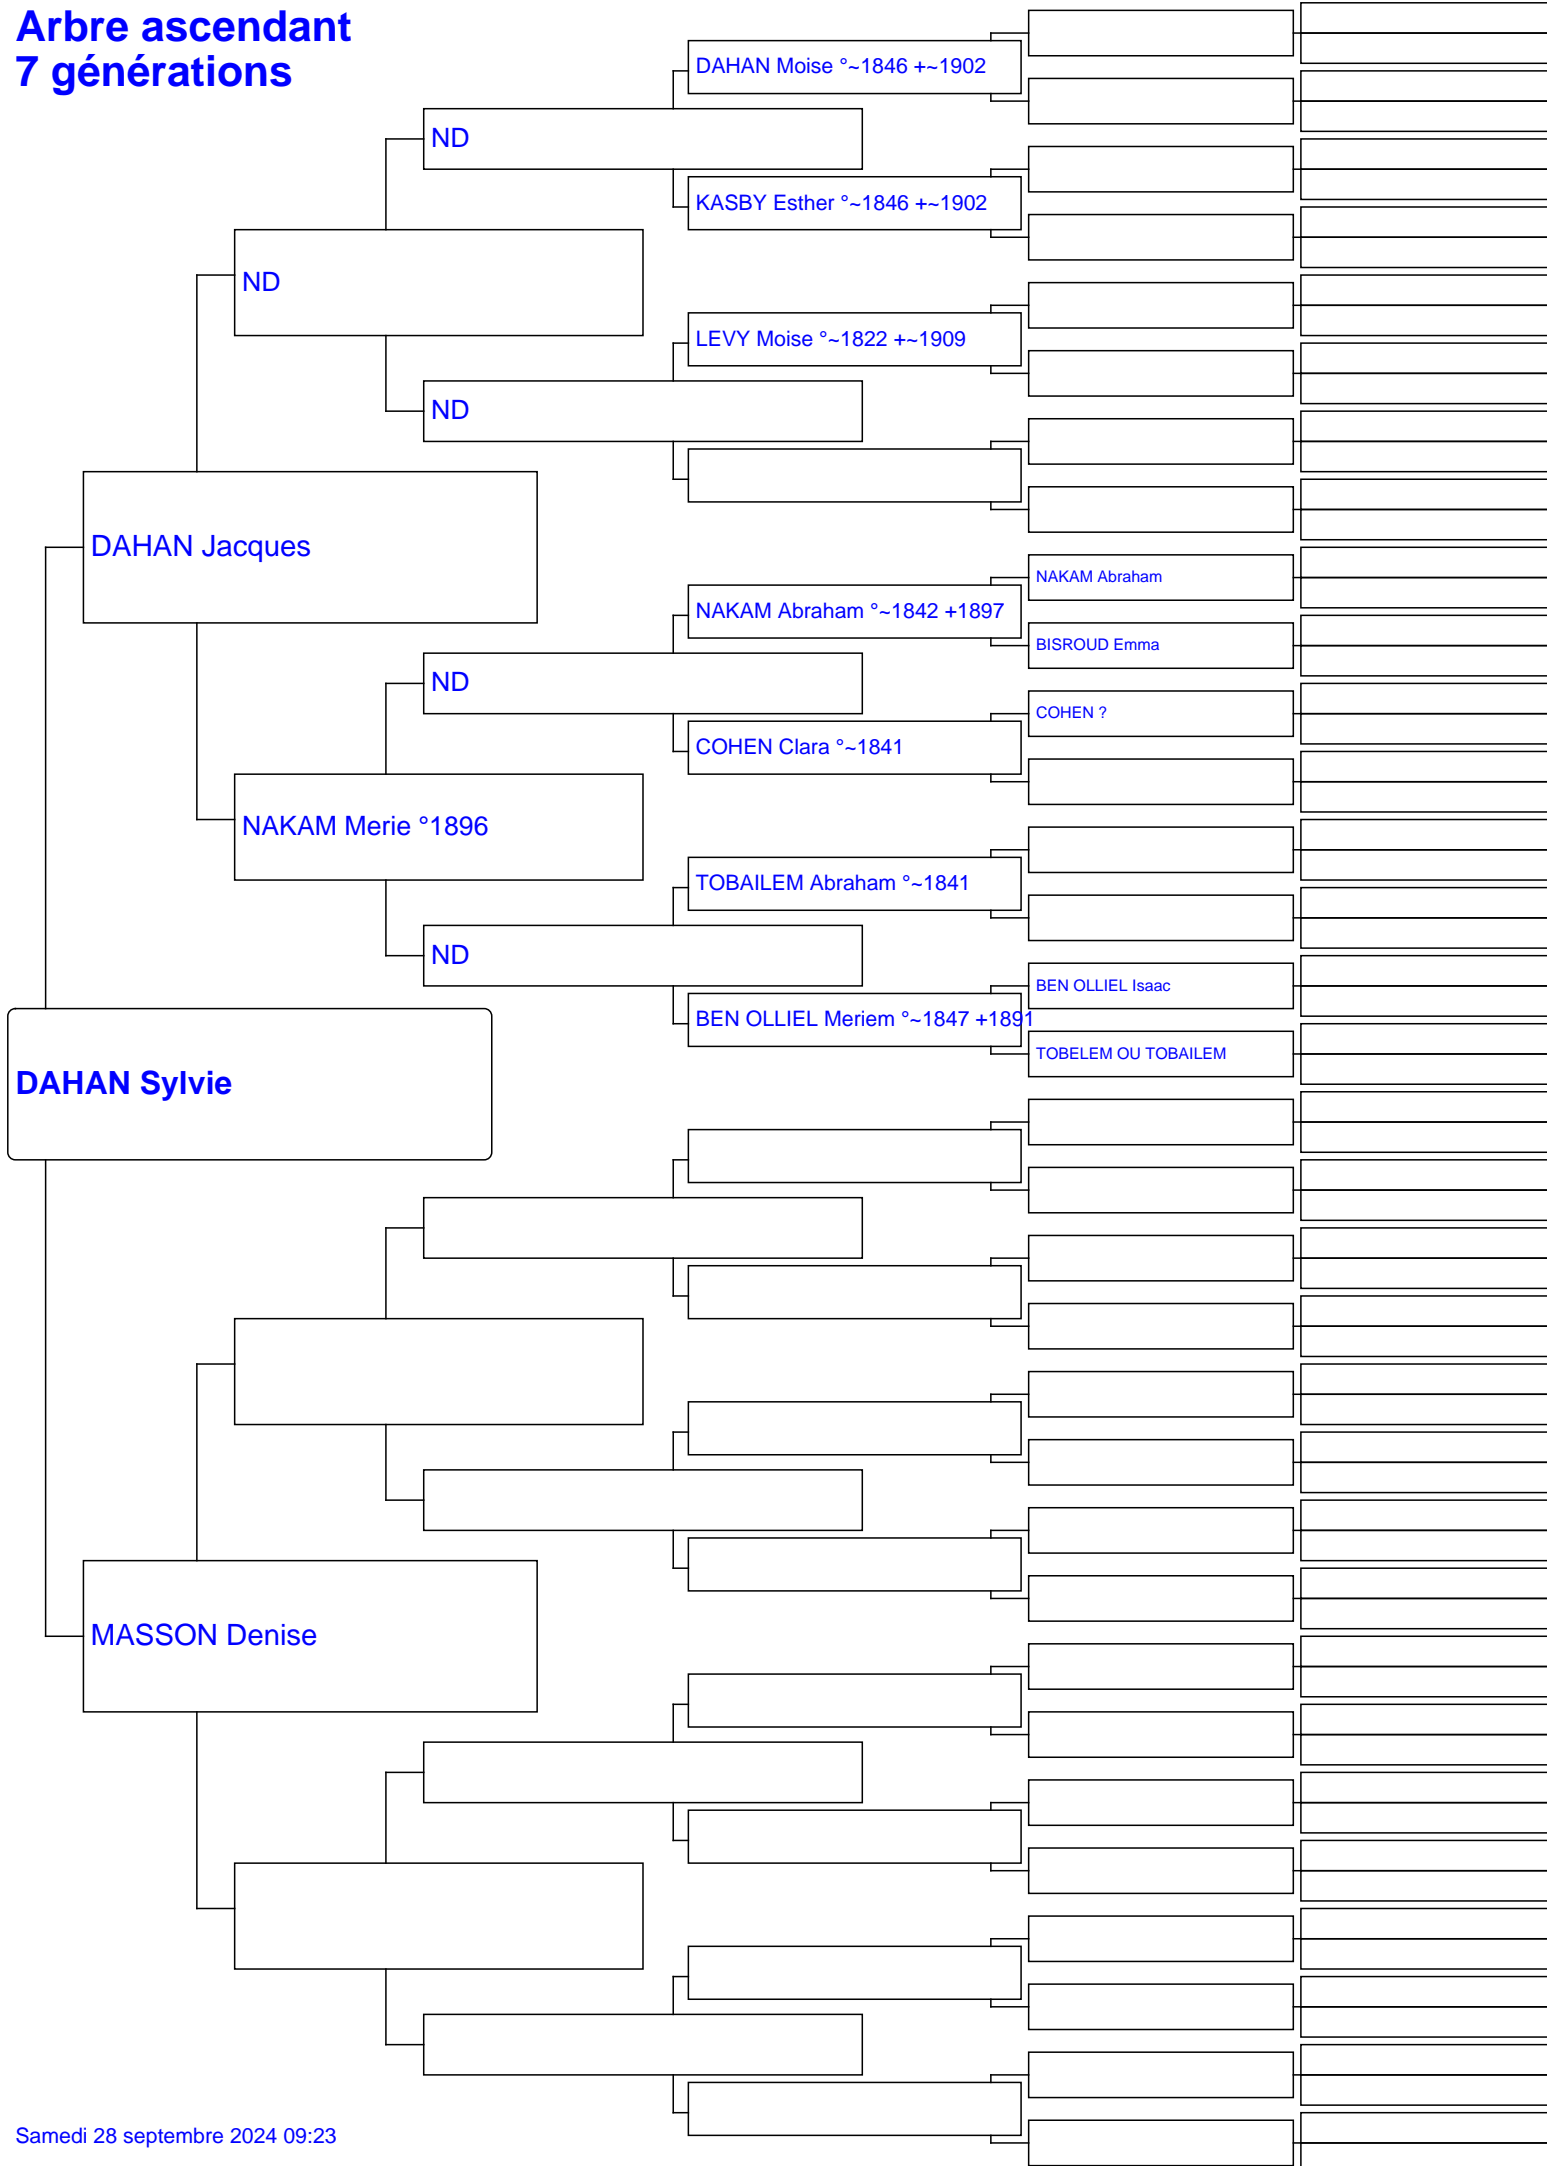 Arbre ascendant
7 générations
DAHAN Moise °~1846 +~1902
ND
KASBY Esther °~1846 +~1902
ND
LEVY Moise °~1822 +~1909
ND
DAHAN Jacques
NAKAM Abraham
NAKAM Abraham °~1842 +1897
BISROUD Emma
ND
COHEN ?
COHEN Clara °~1841
NAKAM Merie °1896
TOBAILEM Abraham °~1841
ND
BEN OLLIEL Isaac
BEN OLLIEL Meriem °~1847 +1891
TOBELEM OU TOBAILEM
DAHAN Sylvie
MASSON Denise
Samedi 28 septembre 2024 09:23